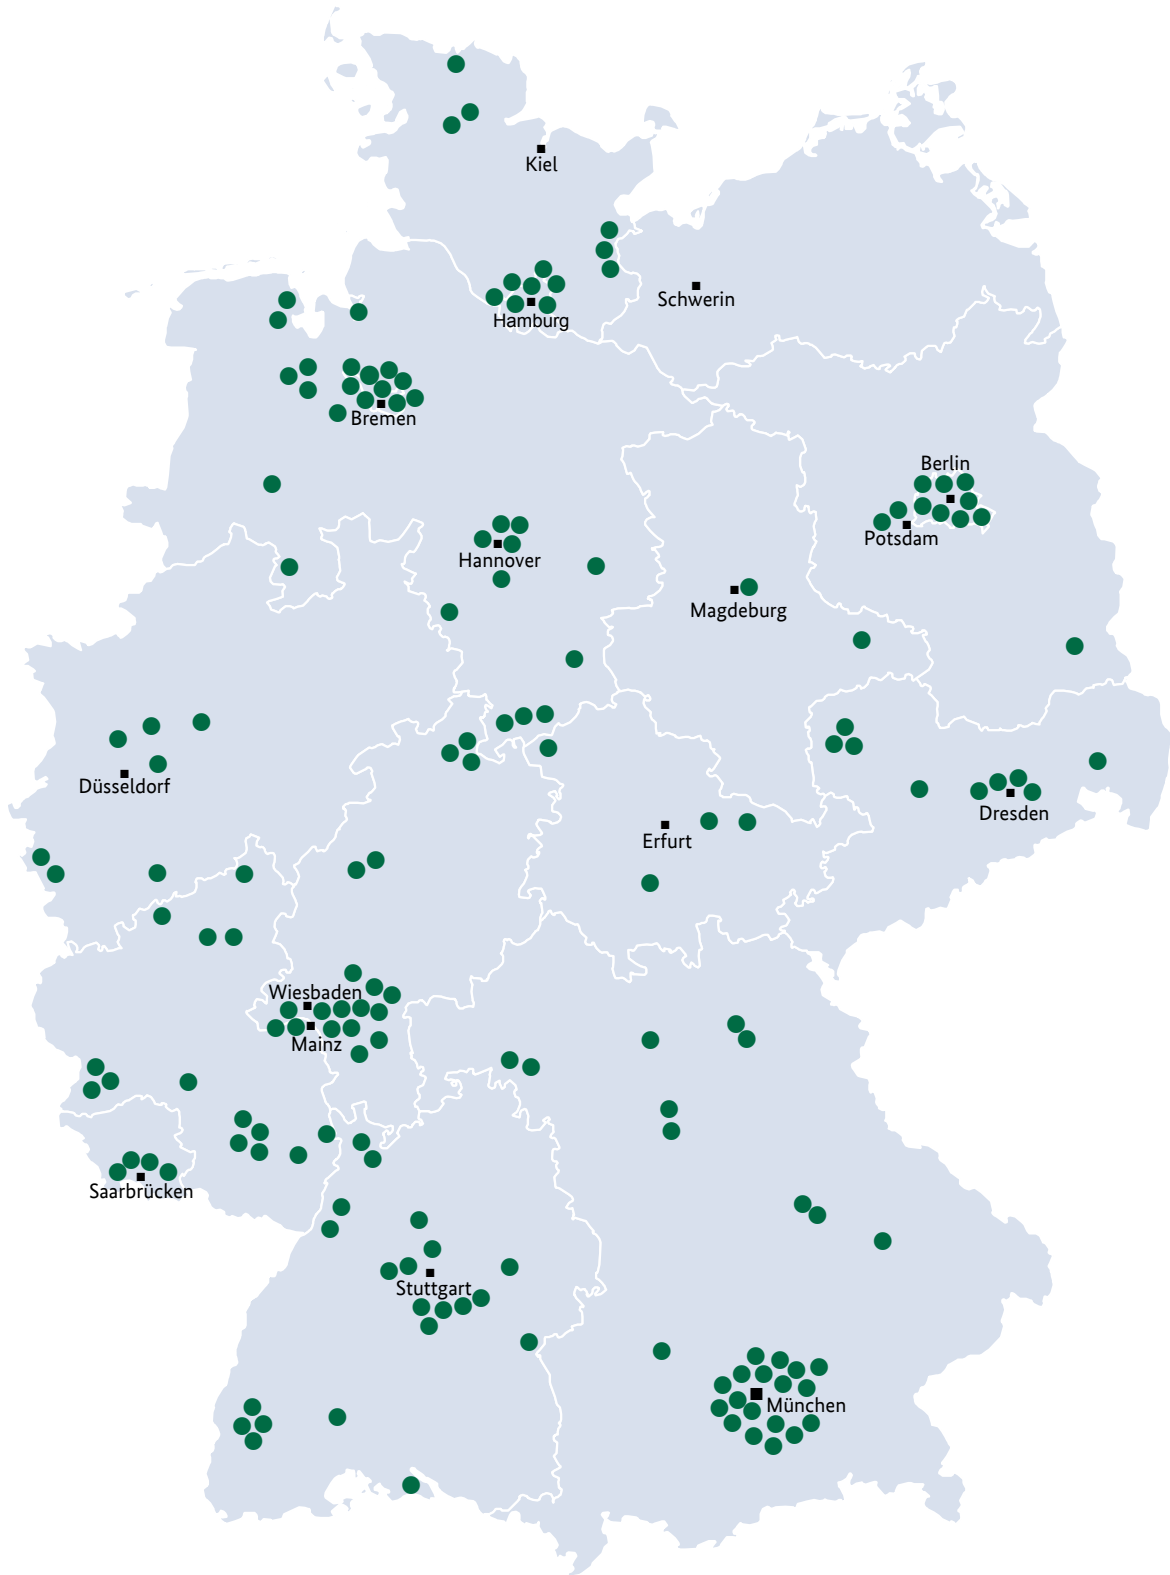 Kiel
Schwerin
Hamburg
Bremen
Berlin
Potsdam
Hannover
Magdeburg
Düsseldorf
Dresden
Erfurt
Wiesbaden
Mainz
Saarbrücken
Stuttgart
München